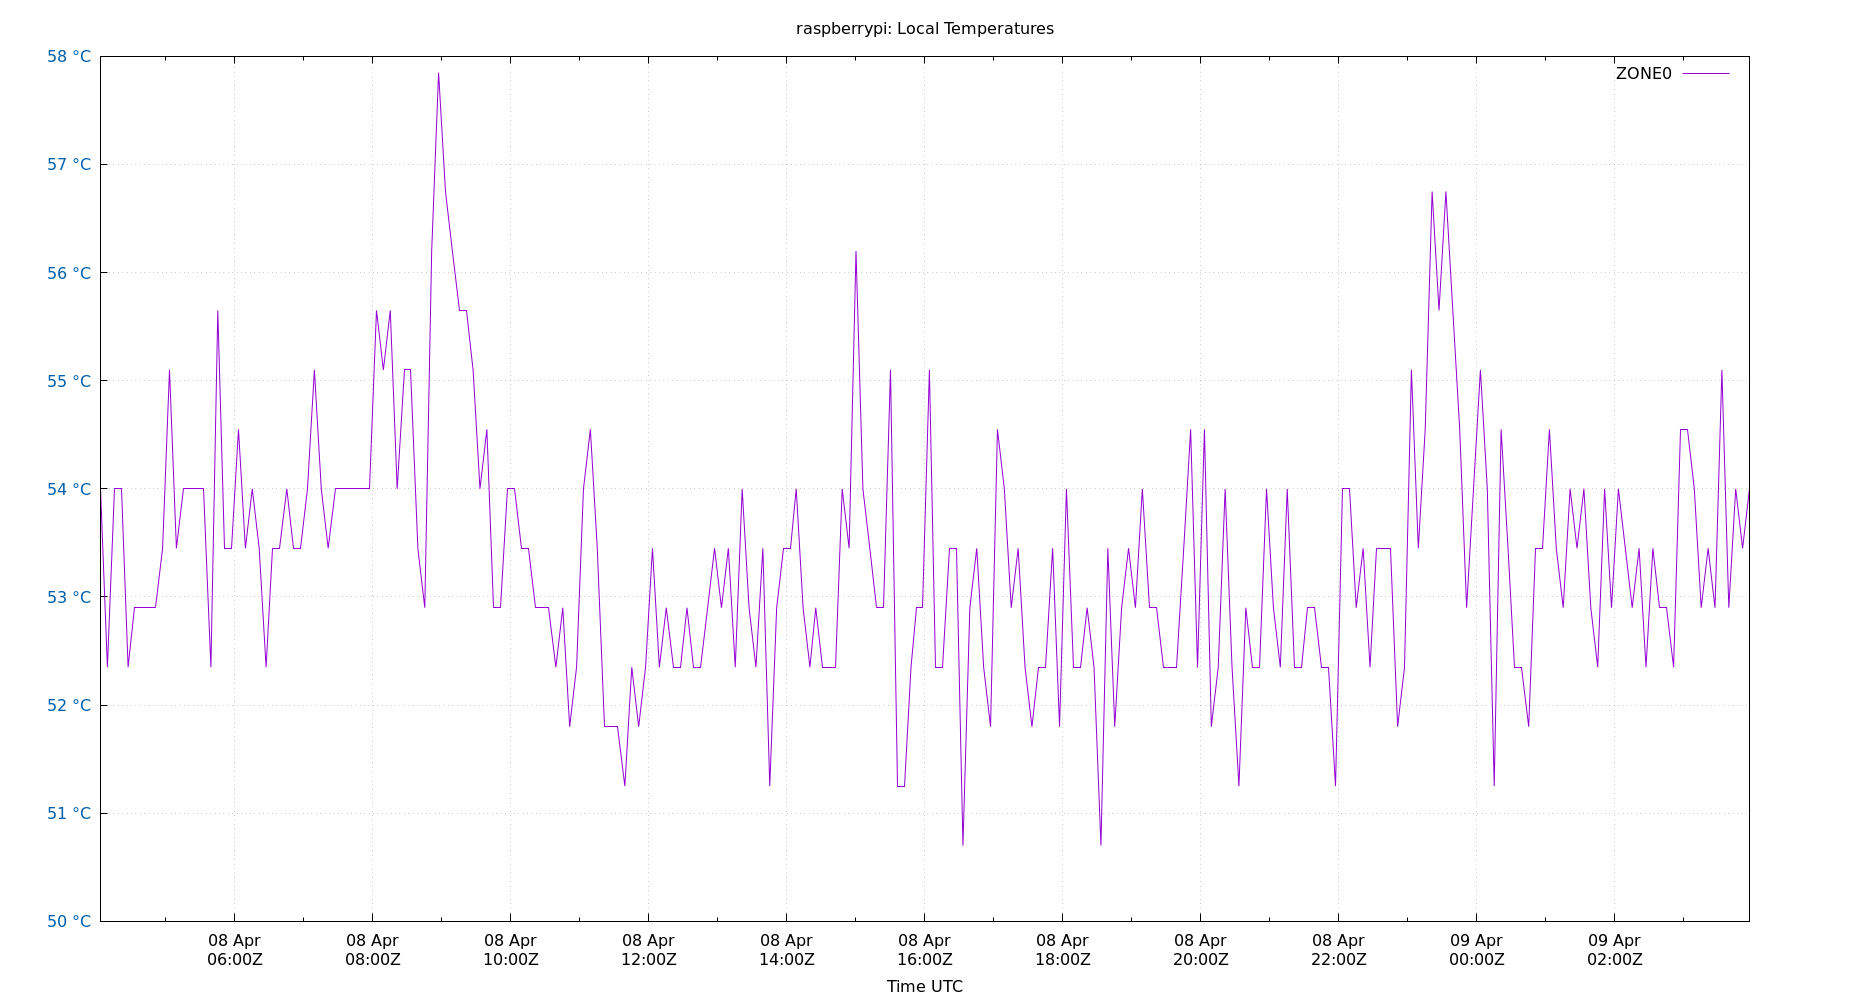 raspberrypi: Local Temperatures
58 °C
ZONE0
57 °C
56 °C
55 °C
54 °C
53 °C
52 °C
51 °C
50 °C
08 Apr 08 Apr 08 Apr 08 Apr 08 Apr 08 Apr 08 Apr 08 Apr 08 Apr 09 Apr 09 Apr
06:00Z 08:00Z 10:00Z 12:00Z 14:00Z 16:00Z 18:00Z 20:00Z 22:00Z 00:00Z 02:00Z
Time UTC